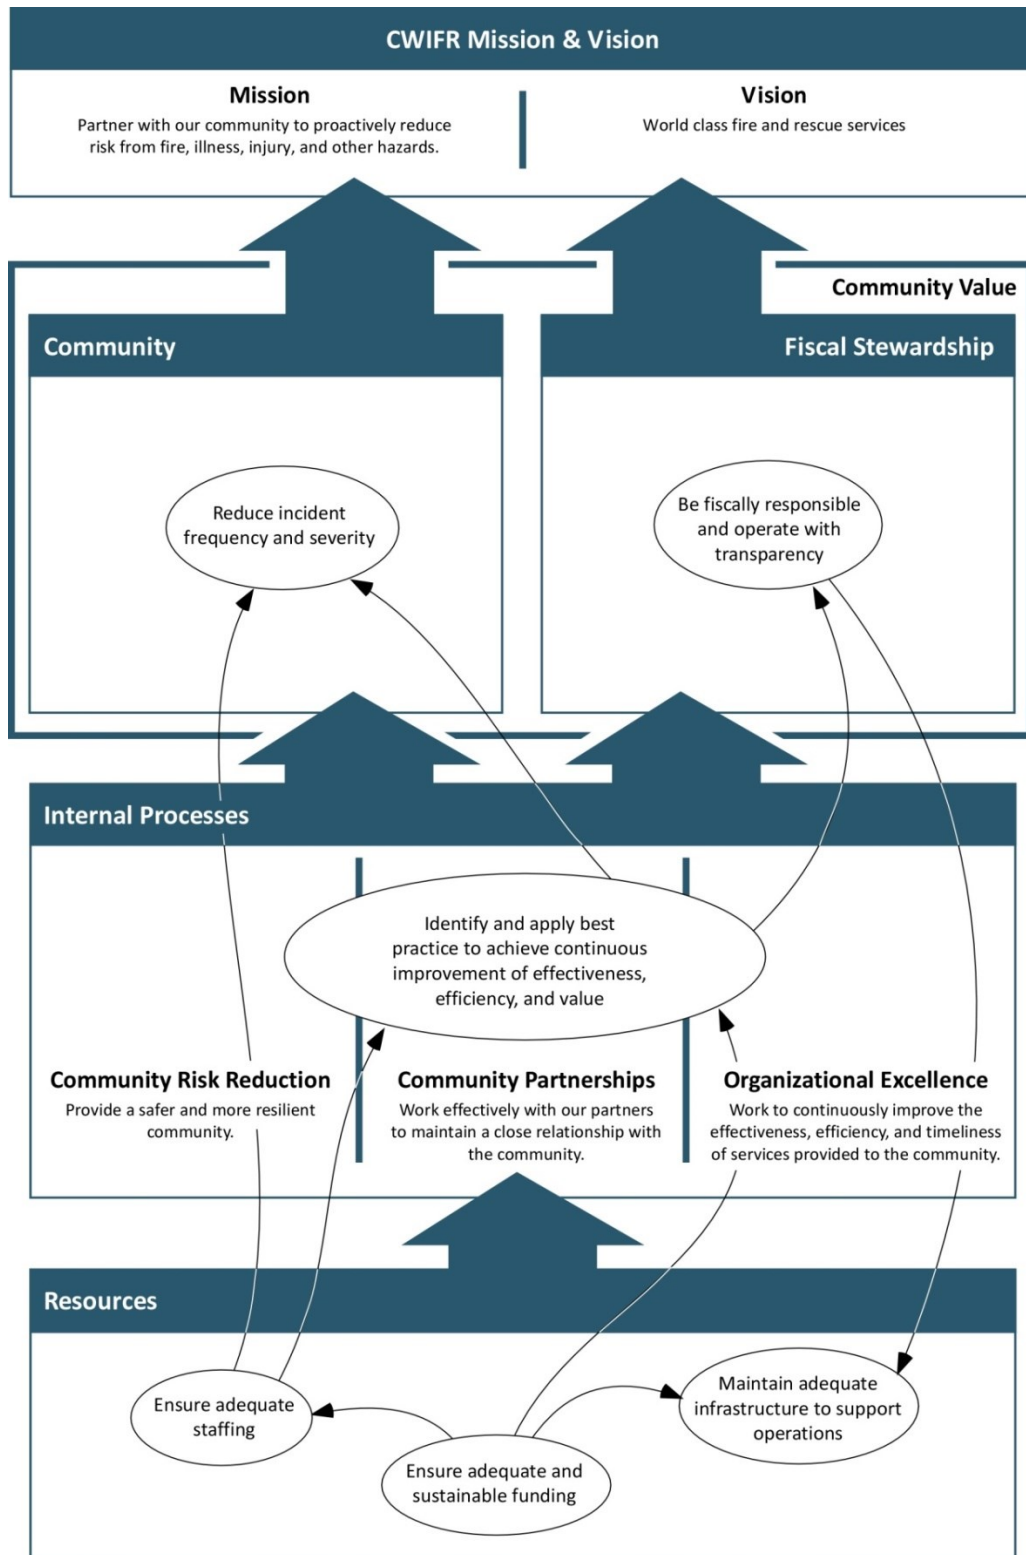 CWIFR Mission & Vision
Mission
Partner with our community to proactively reduce
risk from fire, illness, injury, and other hazards.
Vision
World class fire and rescue services
Community Value
Community
Fiscal Stewardship
Reduce incident
frequency and severity
Be fiscally responsible
and operate with
transparency
Internal Processes
Identify and apply best
practice to achieve continuous
improvement of effectiveness,
efficiency, and value
Community Risk Reduction
Provide a safer and more resilient
community.
Community Partnerships
Work effectively with our partners
to maintain a close relationship with
the community.
Organizational Excellence
Work to continuously improve the
effectiveness, efficiency, and timeliness
of services provided to the community.
Resources
Ensure adequate
staffing
Ensure adequate and
sustainable funding
Maintain adequate
infrastructure to support
operations